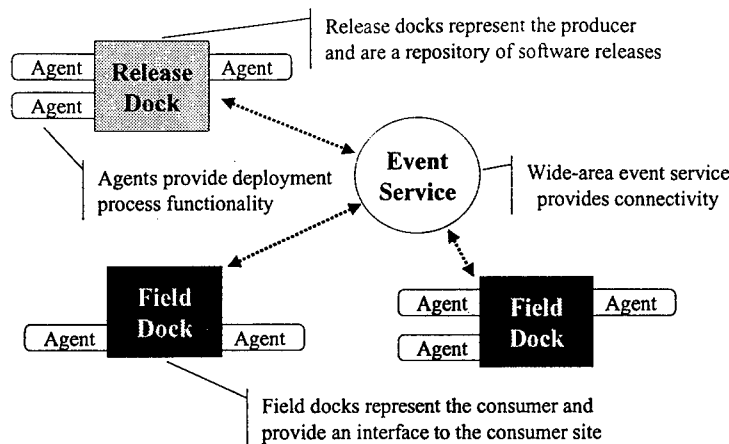 Release docks represent the producer
and are a repository of software releases
Agent
Release
Dock
Agent
Agent
Event
Service
Agents provide deployment
process functionality
Wide-area event service
provides connectivity
Field
Dock
Agent
Agent
Agent
Field
Dock
Agent
Agent
Field docks represent the consumer and
provide an interface to the consumer site